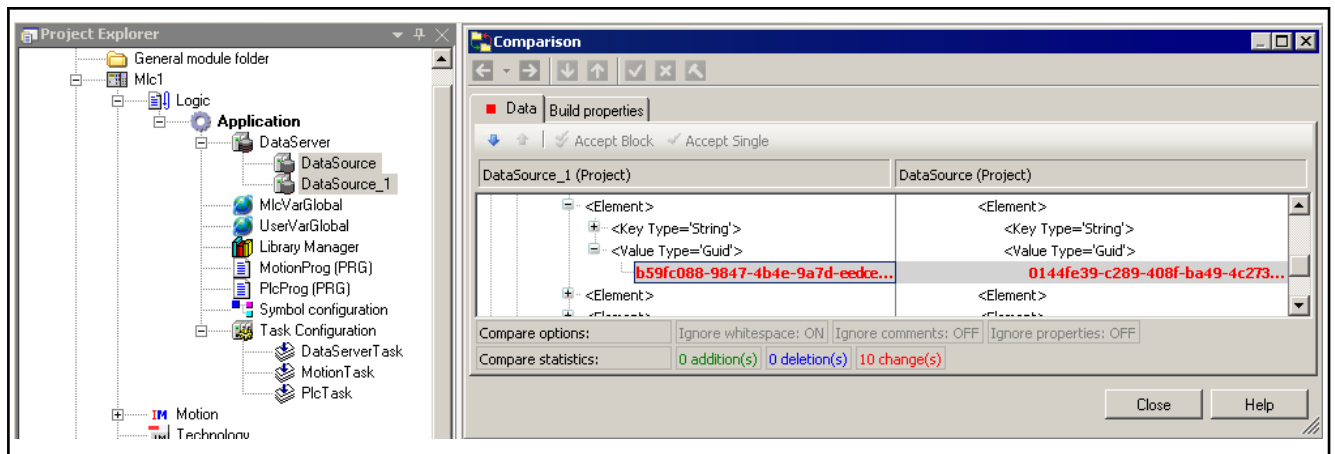 Project Explorer
General module folder
Mlc1
Logic
Application
DataServer
DataSource
DataSource_1
MlcVarGlobal
UserVarGlobal
Library Manager
MotionProg (PRG)
PlcProg (PRG)
Symbol configuration
Task Configuration
DataServerTask
MotionTask
PlcTask
IM Motion
IM Technology
Comparison
Data Build properties
Accept Block Accept Single
DataSource_1 (Project) DataSource (Project)
<Element> <Element>
<Key Type='String'> <Key Type='String'>
<Value Type='Guid'> <Value Type='Guid'>
b59fc088-9847-4b4e-9a7d-eedce... 0144fe39-c289-408f-ba49-4c273...
<Element> <Element>
<Element> <Element>
Compare options: Ignore whitespace: ON Ignore comments: OFF Ignore properties: OFF
Compare statistics: 0 addition(s) 0 deletion(s) 10 change(s)
Close Help